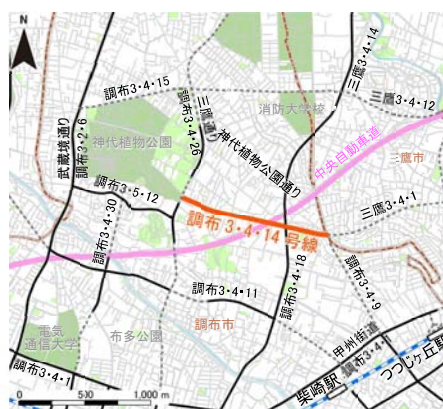 N
三鷹3・4・14
調布3・4・15
三鷹3・4・12
消防大学校
三鷹通り
調布3・4・26
武蔵境通り
調布3・2・6
神代植物公園
神代植物公園通り
中央自動車道
三鷹市
調布3・5・12
調布3・4・14号線
三鷹3・4・1
調布3・4・30
調布3・4・18
調布3・4・9
調布3・4・11
電気
通信大学
布多公園
調布市
甲州街道
調布3・4・1
つつじヶ丘駅
柴崎駅
調布3・4・1
0 500 1,000 m